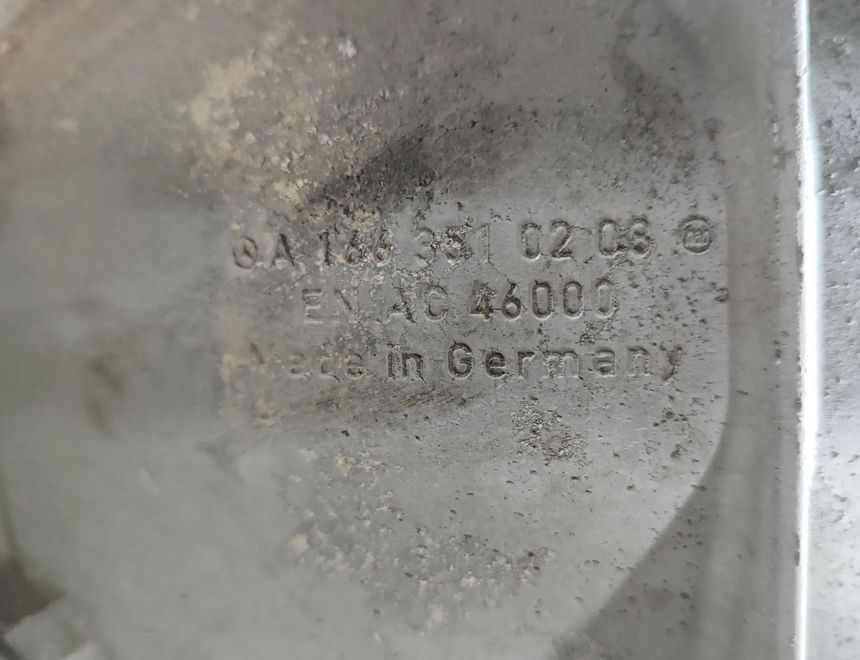 A 166 351 02 08
EN AC 46000
Made in Germany